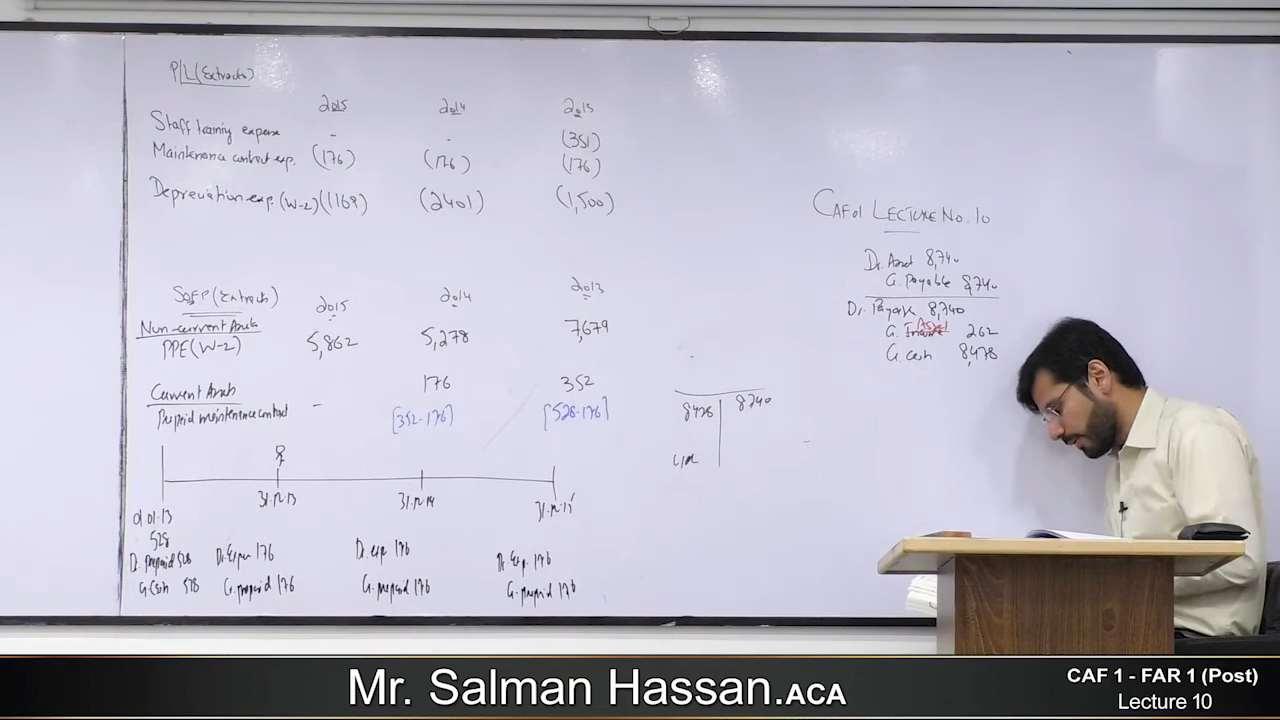 P/L (Extracts)
2015 2014 2013
Staff training expense - - (351)
Maintenance contract exp. (176) (176) (176)
Depreciation exp. (W-2) (1169) (2401) (1,500)
SOFP (Extracts)
2015 2014 2013
Non-current Assets
PPE (W-2) 5,862 5,278 7,679
Current Assets 176 352
Prepaid maintenance contract - [352-176] [528-176]
31.12.13 31.12.14 31.12.15
01.01.13
528
Dr. prepaid 528 Dr. Expen 176 Dr. exp 176 Dr. Exp. 176
Cr. Cash 528 Cr. prepaid 176 Cr. prepaid 176 Cr. prepaid 176
8478 8740
c/d
CAF01 LECTURE NO. 10
Dr. Asset 8,740
Cr. Payable 8,740
Dr. Payable 8,740
Cr. Asset 262
Cr. cash 8,478
Mr. Salman Hassan.ACA
CAF 1 - FAR 1 (Post)
Lecture 10